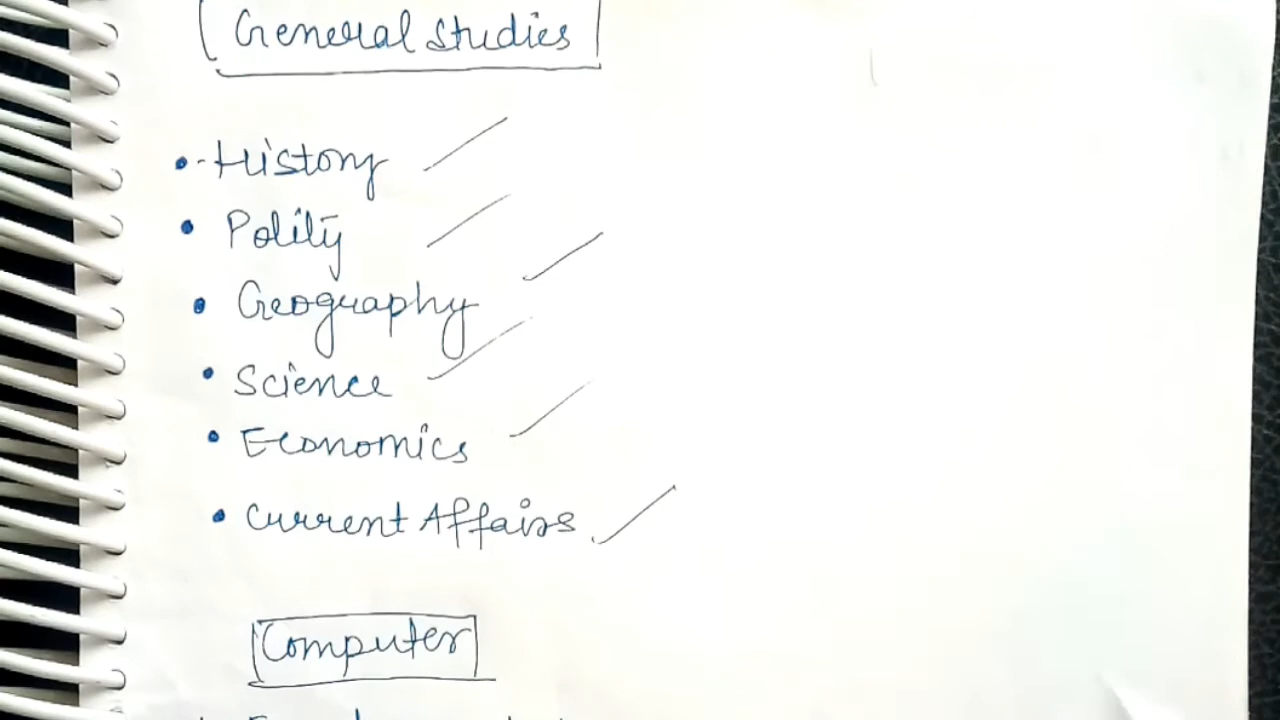 General Studies
• History
• Polity
• Geography
• Science
• Economics
• Current Affairs
Computer